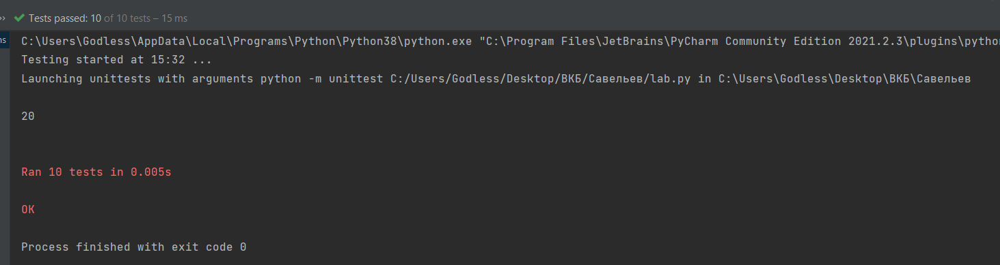 Tests passed: 10 of 10 tests – 15 ms
C:\Users\Godless\AppData\Local\Programs\Python\Python38\python.exe "C:\Program Files\JetBrains\PyCharm Community Edition 2021.2.3\plugins\pytho
Testing started at 15:32 ...
Launching unittests with arguments python -m unittest C:/Users/Godless/Desktop/ВКБ/Савельев/lab.py in C:\Users\Godless\Desktop\ВКБ\Савельев
20
Ran 10 tests in 0.005s
OK
Process finished with exit code 0